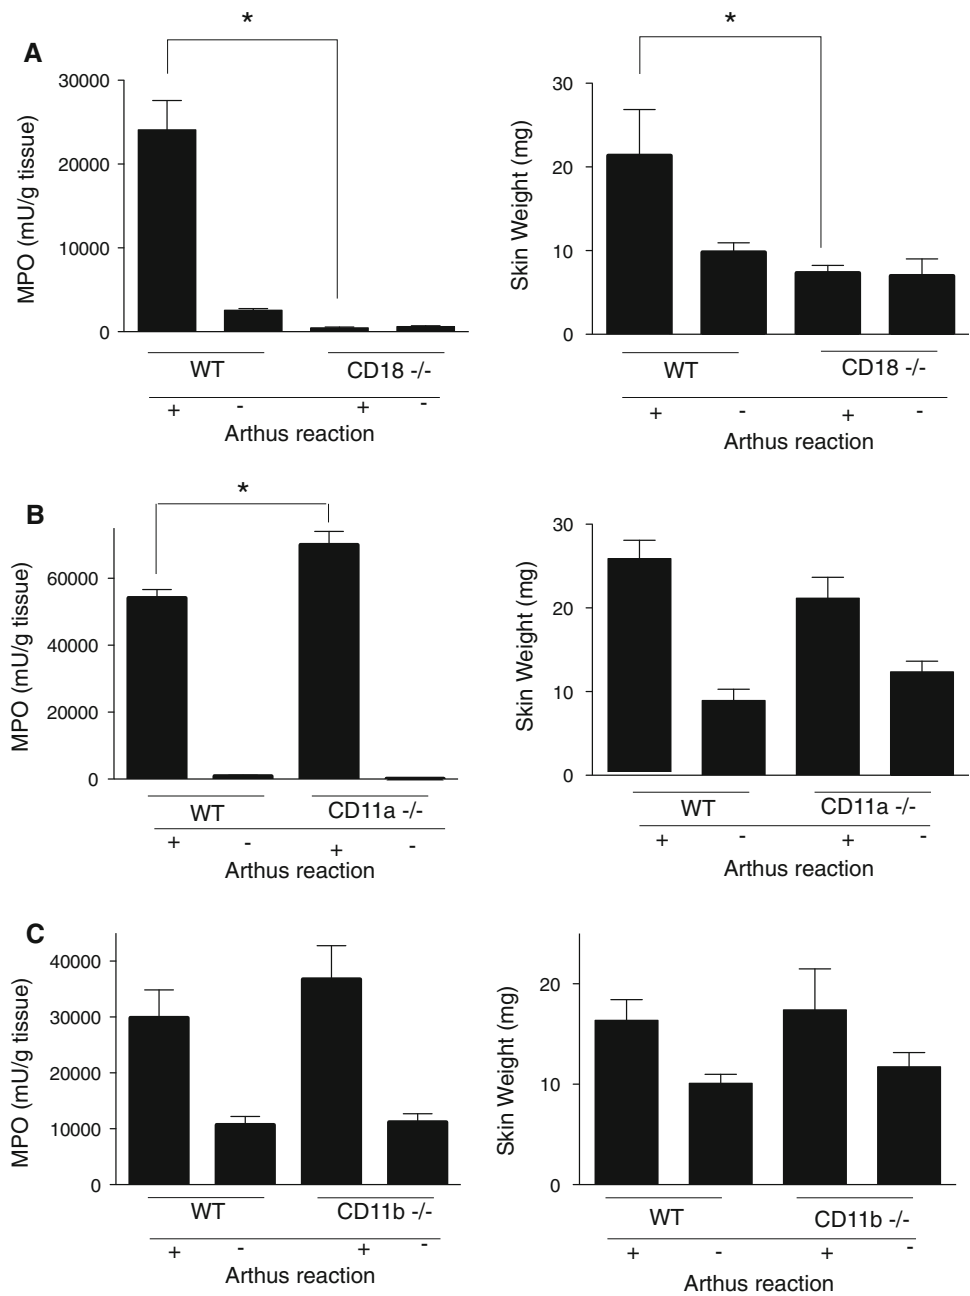 A
*
MPO (mU/g tissue)
30000
20000
10000
0
WT
CD18 -/-
+ - + -
Arthus reaction
*
Skin Weight (mg)
30
20
10
0
WT
CD18 -/-
+ - + -
Arthus reaction
B
*
MPO (mU/g tissue)
60000
40000
20000
0
WT
CD11a -/-
+ - + -
Arthus reaction
Skin Weight (mg)
30
20
10
0
WT
CD11a -/-
+ - + -
Arthus reaction
C
MPO (mU/g tissue)
40000
30000
20000
10000
0
WT
CD11b -/-
+ - + -
Arthus reaction
Skin Weight (mg)
20
10
0
WT
CD11b -/-
+ - + -
Arthus reaction